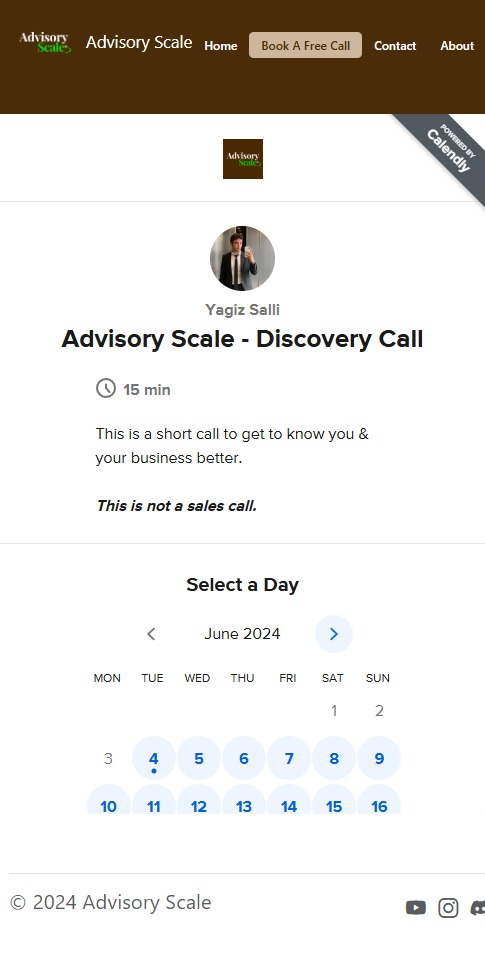 Advisory
Scale
Advisory Scale
Home
Book A Free Call
Contact
About
POWERED BY
Calendly
Advisory
Scale
Yagiz Salli
Advisory Scale - Discovery Call
15 min
This is a short call to get to know you &
your business better.
This is not a sales call.
Select a Day
June 2024
MON TUE WED THU FRI SAT SUN
1 2
3 4 5 6 7 8 9
10 11 12 13 14 15 16
© 2024 Advisory Scale